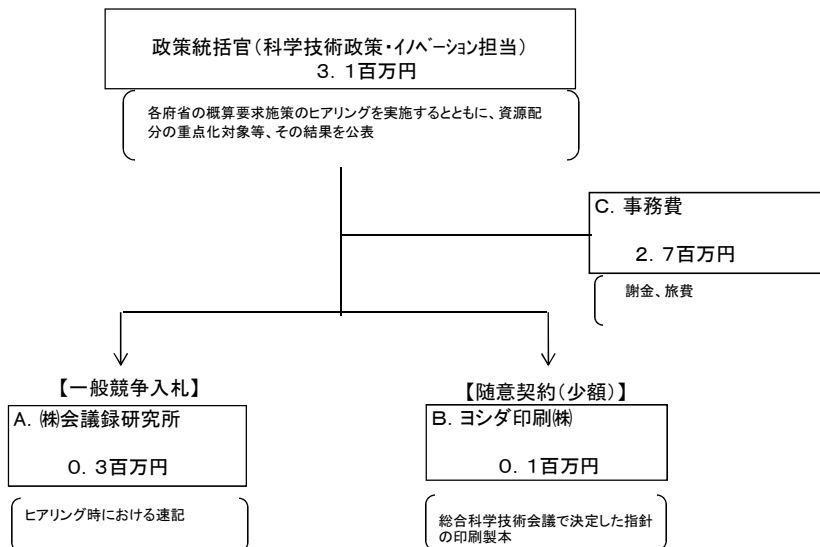 政策統括官（科学技術政策・ｲﾉﾍﾞｰｼｮﾝ担当）
３．１百万円
各府省の概算要求施策のヒアリングを実施するとともに、資源配
分の重点化対象等、その結果を公表
C．事務費
２．７百万円
謝金、旅費
【一般競争入札】
A．㈱会議録研究所
０．３百万円
ヒアリング時における速記
【随意契約（少額）】
B．ヨシダ印刷㈱
０．１百万円
総合科学技術会議で決定した指針
の印刷製本